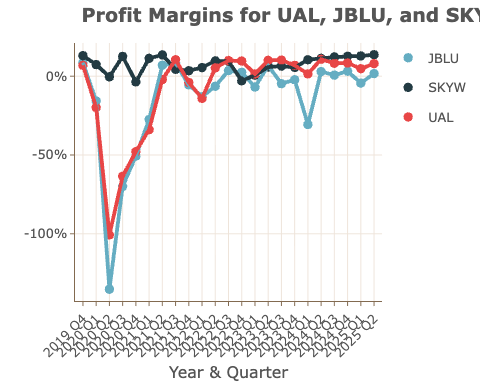 Profit Margins for UAL, JBLU, and SKY
0%
-50%
-100%
JBLU
SKYW
UAL
2019 Q4
2020 Q1
2020 Q2
2020 Q3
2020 Q4
2021 Q1
2021 Q2
2021 Q3
2021 Q4
2022 Q1
2022 Q2
2022 Q3
2022 Q4
2023 Q1
2023 Q2
2023 Q3
2023 Q4
2024 Q1
2024 Q2
2024 Q3
2024 Q4
2025 Q1
2025 Q2
Year & Quarter